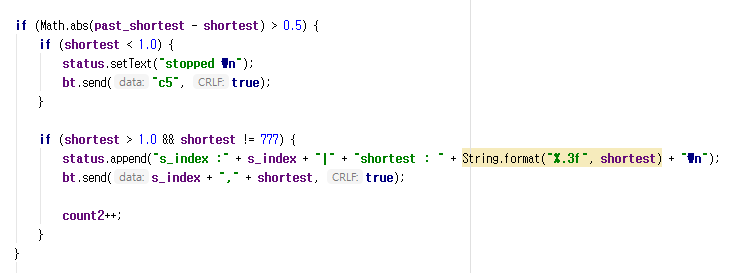 if (Math.abs(past_shortest - shortest) > 0.5) {
if (shortest < 1.0) {
status.setText("stopped ₩n");
bt.send( data: "c5", CRLF: true);
}
if (shortest > 1.0 && shortest != 777) {
status.append("s_index :" + s_index + "|" + "shortest : " + String.format("%.3f", shortest) + "₩n");
bt.send( data: s_index + "," + shortest, CRLF: true);
count2++;
}
}